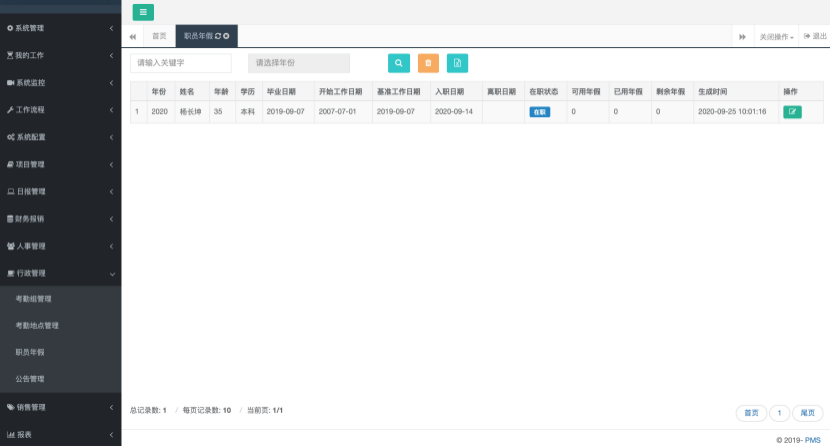 系统管理
我的工作
系统监控
工作流程
系统配置
项目管理
日报管理
财务报销
人事管理
行政管理
考勤组管理
考勤地点管理
职员年假
公告管理
销售管理
报表
首页 职员年假 关闭操作 退出
请输入关键字 请选择年份
年份 姓名 年龄 学历 毕业日期 开始工作日期 基准工作日期 入职日期 离职日期 在职状态 可用年假 已用年假 剩余年假 生成时间 操作
1 2020 杨长坤 35 本科 2019-09-07 2007-07-01 2019-09-07 2020-09-14 在职 0 0 0 2020-09-25 10:01:16
总记录数: 1 / 每页记录数: 10 / 当前页: 1/1
首页 1 尾页
© 2019- PMS